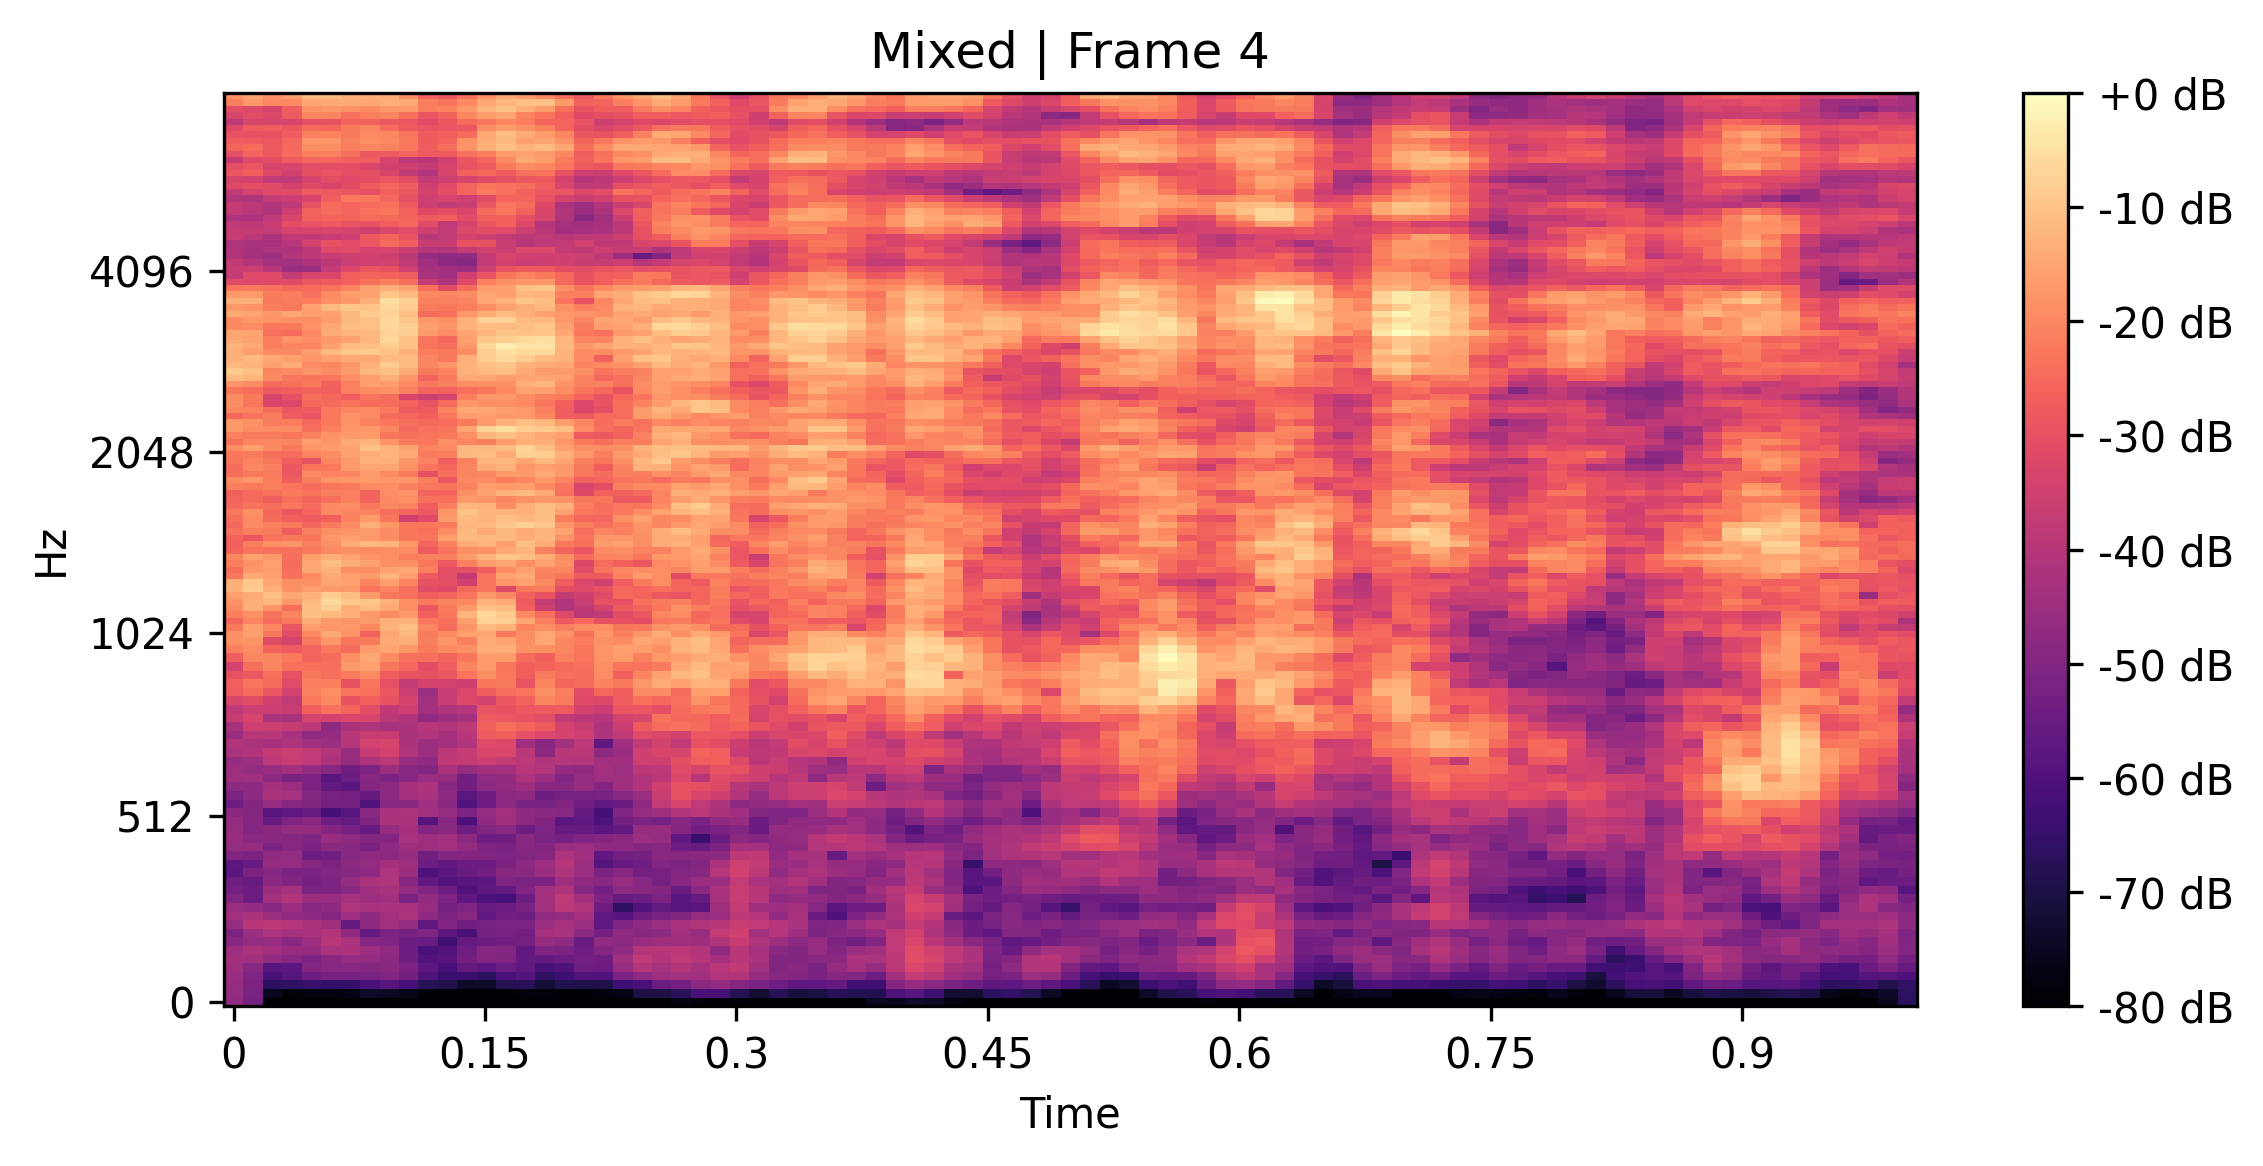 Mixed | Frame 4
Hz
4096
2048
1024
512
0
0 0.15 0.3 0.45 0.6 0.75 0.9
Time
+0 dB
-10 dB
-20 dB
-30 dB
-40 dB
-50 dB
-60 dB
-70 dB
-80 dB